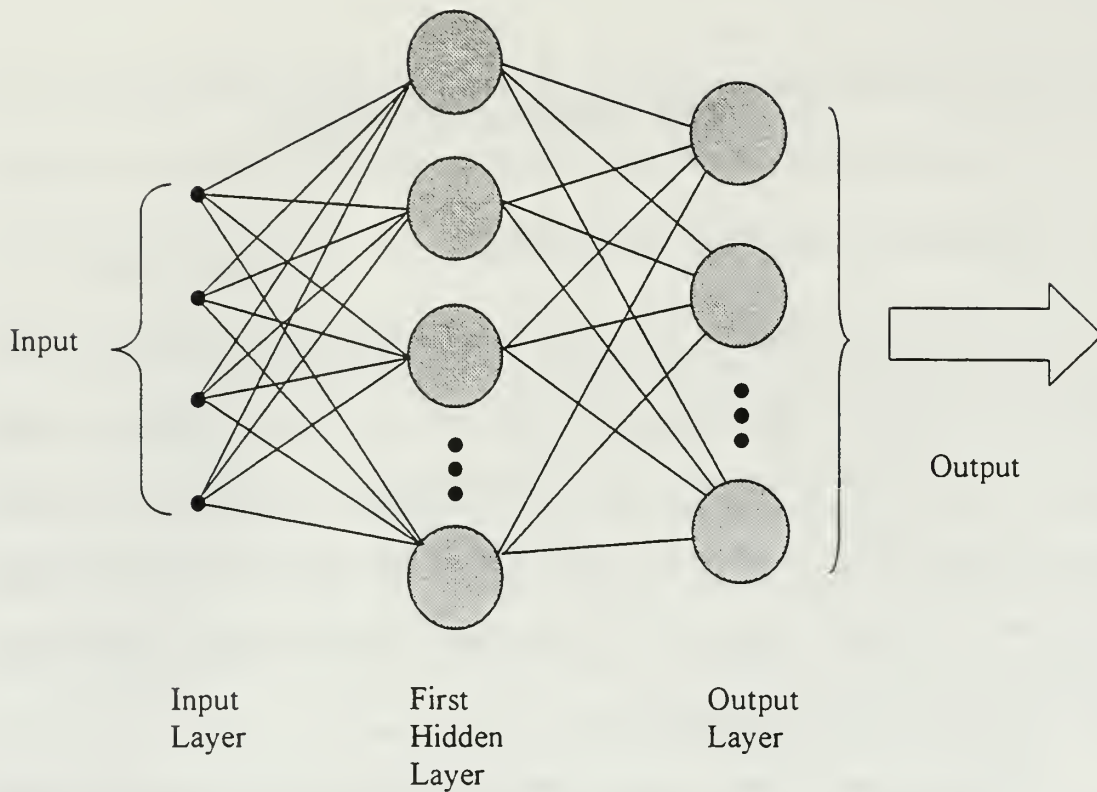 Input
Output
Input
Layer
First
Hidden
Layer
Output
Layer